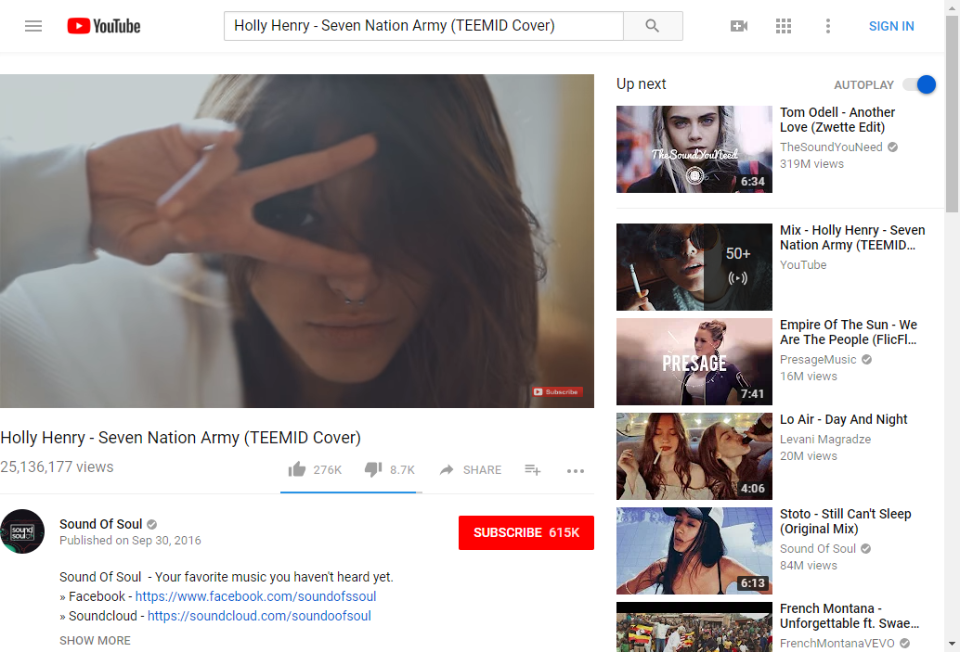 YouTube
Holly Henry - Seven Nation Army (TEEMID Cover)
SIGN IN
Subscribe
Holly Henry - Seven Nation Army (TEEMID Cover)
25,136,177 views
276K
8.7K
SHARE
Sound Of Soul
Published on Sep 30, 2016
SUBSCRIBE 615K
Sound Of Soul - Your favorite music you haven't heard yet.
» Facebook - https://www.facebook.com/soundofssoul
» Soundcloud - https://soundcloud.com/soundoofsoul
SHOW MORE
Up next
AUTOPLAY
TheSoundYouNeed
6:34
Tom Odell - Another
Love (Zwette Edit)
TheSoundYouNeed
319M views
50+
Mix - Holly Henry - Seven
Nation Army (TEEMID...
YouTube
PRESAGE
7:41
Empire Of The Sun - We
Are The People (FlicFl...
PresageMusic
16M views
4:06
Lo Air - Day And Night
Levani Magradze
20M views
6:13
Stoto - Still Can't Sleep
(Original Mix)
Sound Of Soul
84M views
French Montana -
Unforgettable ft. Swae...
FrenchMontanaVEVO